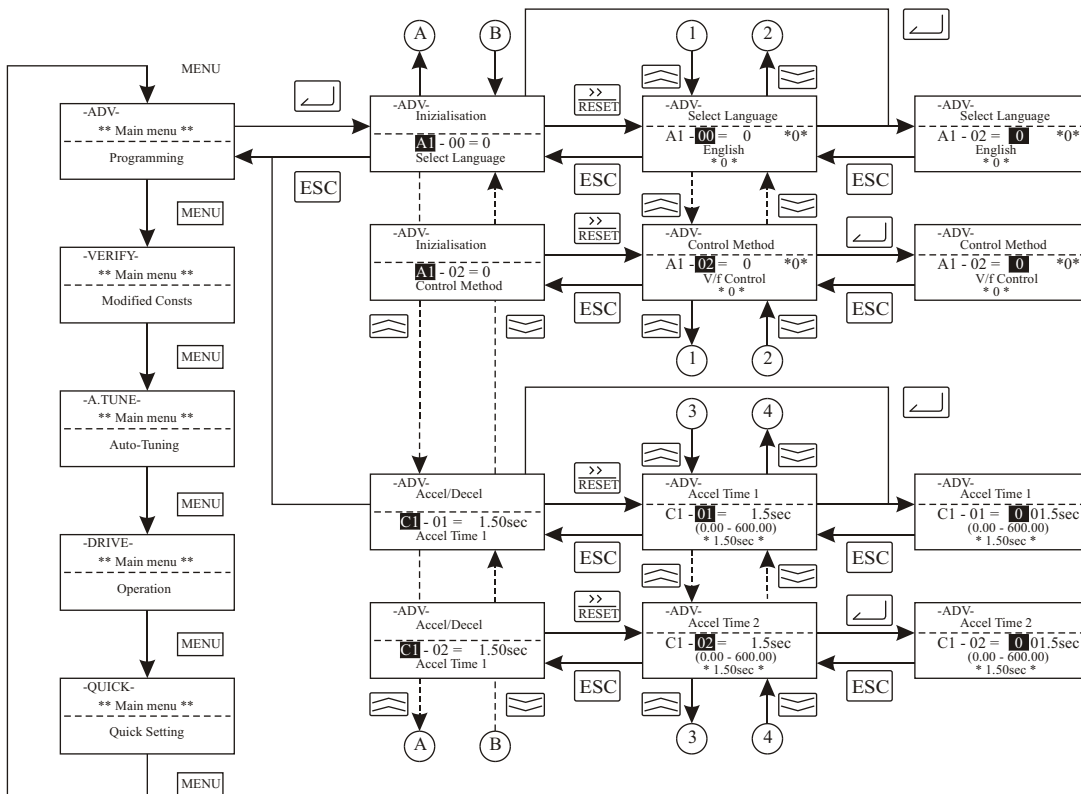 A
B
1
2
MENU
-ADV-
** Main menu **
Programming
-ADV-
Inizialisation
A1 - 00 = 0
Select Language
>>
RESET
-ADV-
Select Language
A1 - 00 = 0 *0*
English
* 0 *
-ADV-
Select Language
A1 - 02 = 0 *0*
English
* 0 *
ESC
ESC
ESC
MENU
-VERIFY-
** Main menu **
Modified Consts
-ADV-
Inizialisation
A1 - 02 = 0
Control Method
>>
RESET
-ADV-
Control Method
A1 - 02 = 0 *0*
V/f Control
* 0 *
-ADV-
Control Method
A1 - 02 = 0 *0*
V/f Control
* 0 *
ESC
ESC
1
2
MENU
-A.TUNE-
** Main menu **
Auto-Tuning
3
4
MENU
-ADV-
Accel/Decel
C1 - 01 = 1.50sec
Accel Time 1
>>
RESET
-ADV-
Accel Time 1
C1 - 01 = 1.5sec
(0.00 - 600.00)
* 1.50sec *
-ADV-
Accel Time 1
C1 - 01 = 0 01.5sec
(0.00 - 600.00)
* 1.50sec *
ESC
ESC
-DRIVE-
** Main menu **
Operation
MENU
-ADV-
Accel/Decel
C1 - 02 = 1.50sec
Accel Time 1
>>
RESET
-ADV-
Accel Time 2
C1 - 02 = 1.5sec
(0.00 - 600.00)
* 1.50sec *
-ADV-
Accel Time 2
C1 - 02 = 0 01.5sec
(0.00 - 600.00)
* 1.50sec *
ESC
ESC
-QUICK-
** Main menu **
Quick Setting
A
B
3
4
MENU